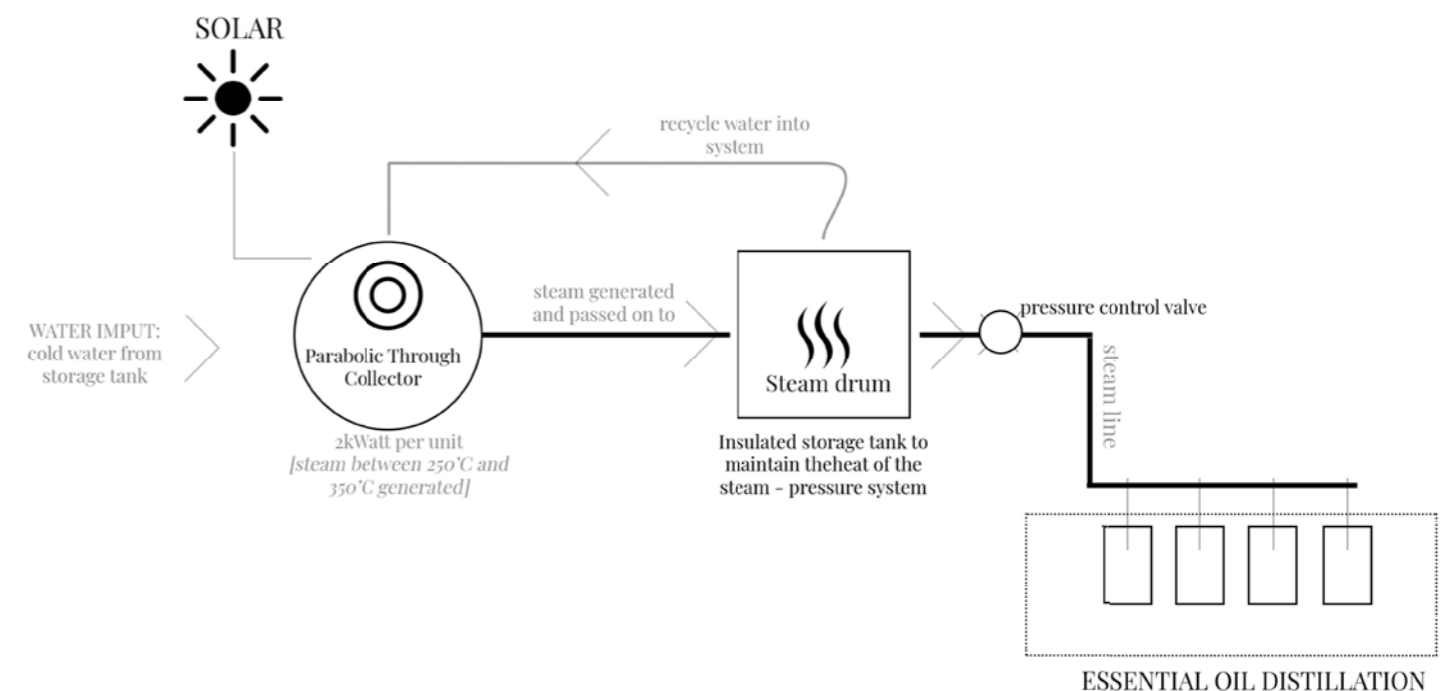 SOLAR
recycle water into
system
steam generated
and passed on to
pressure control valve
WATER IMPUT:
cold water from
storage tank
Parabolic Through
Collector
Steam drum
steam line
2kWatt per unit
[steam between 250°C and
350°C generated]
Insulated storage tank to
maintain theheat of the
steam - pressure system
ESSENTIAL OIL DISTILLATION